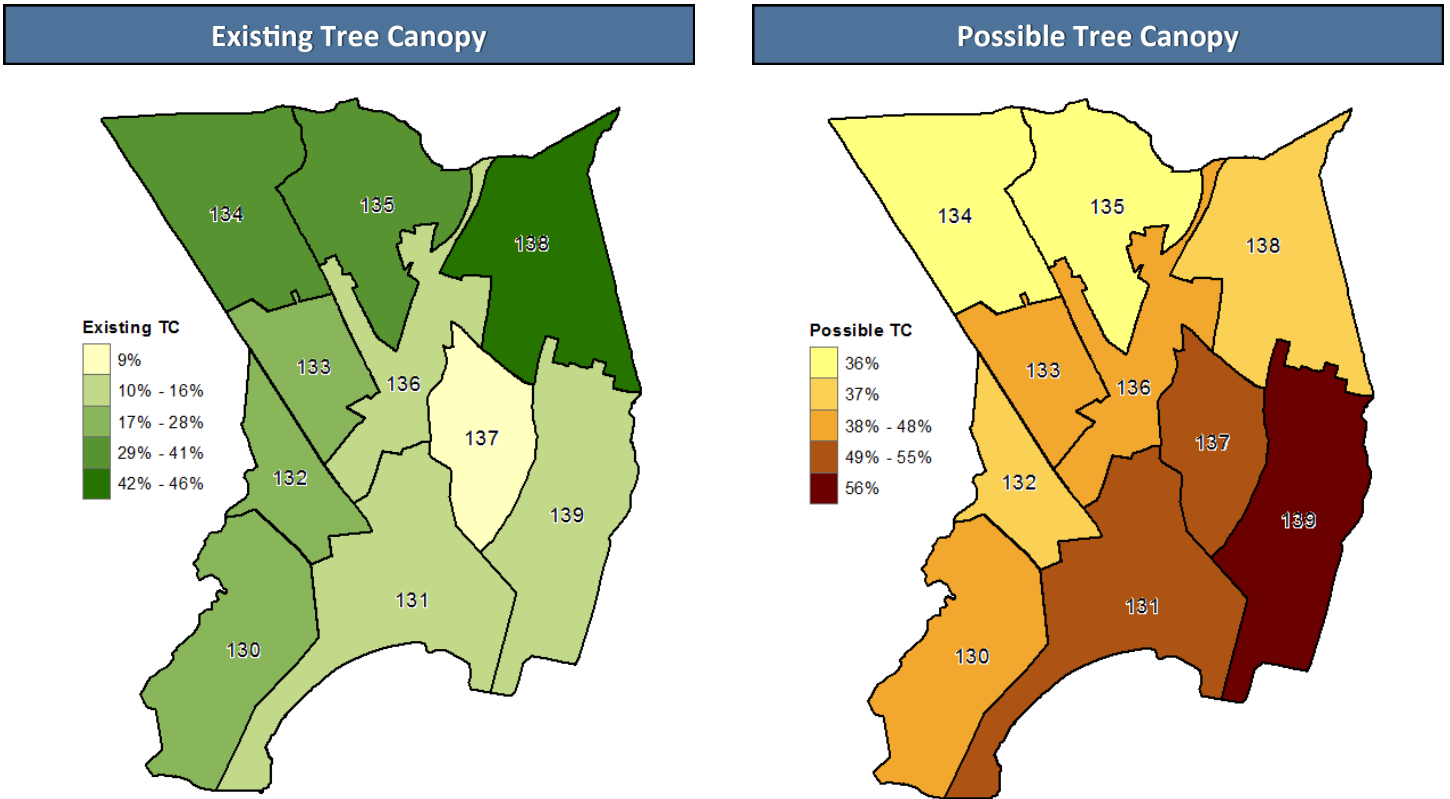 Existing Tree Canopy
Possible Tree Canopy
134
135
138
133
136
137
132
139
131
130
Existing TC
9%
10% - 16%
17% - 28%
29% - 41%
42% - 46%
134
135
138
133
136
137
132
139
131
130
Possible TC
36%
37%
38% - 48%
49% - 55%
56%